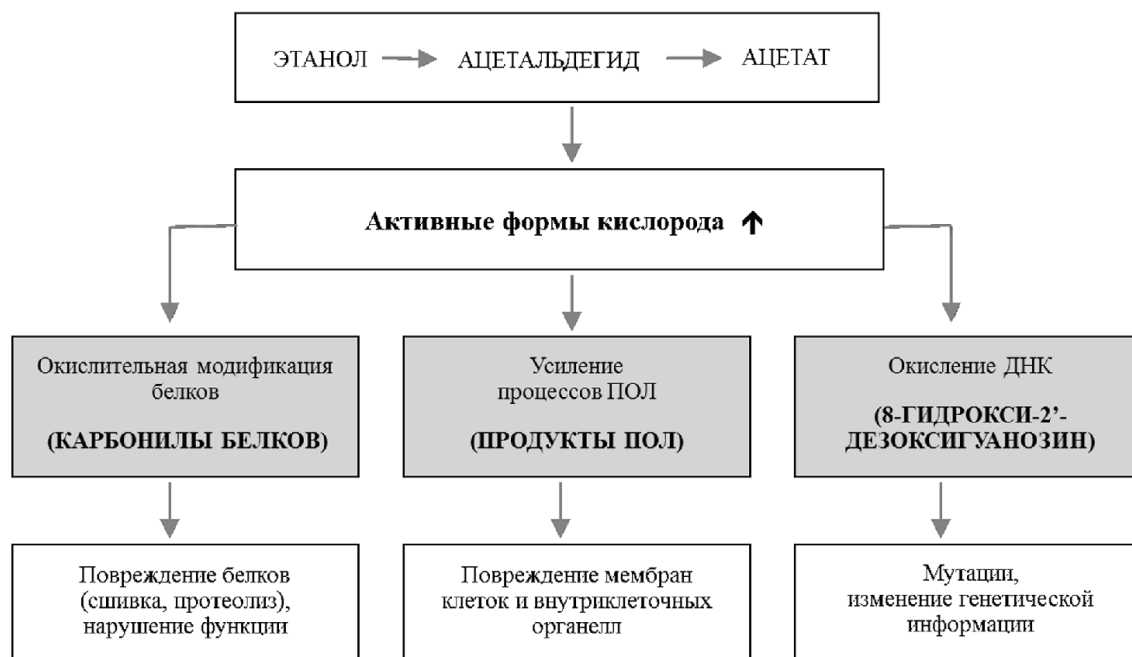 ЭТАНОЛ АЦЕТАЛЬДЕГИД АЦЕТАТ
Активные формы кислорода ↑
Окислительная модификация
белков
(КАРБОНИЛЫ БЕЛКОВ)
Усиление
процессов ПОЛ
(ПРОДУКТЫ ПОЛ)
Окисление ДНК
(8-ГИДРОКСИ-2’-
ДЕЗОКСИГУАНОЗИН)
Повреждение белков
(сшивка, протеолиз),
нарушение функции
Повреждение мембран
клеток и внутриклеточных
органелл
Мутации,
изменение генетической
информации